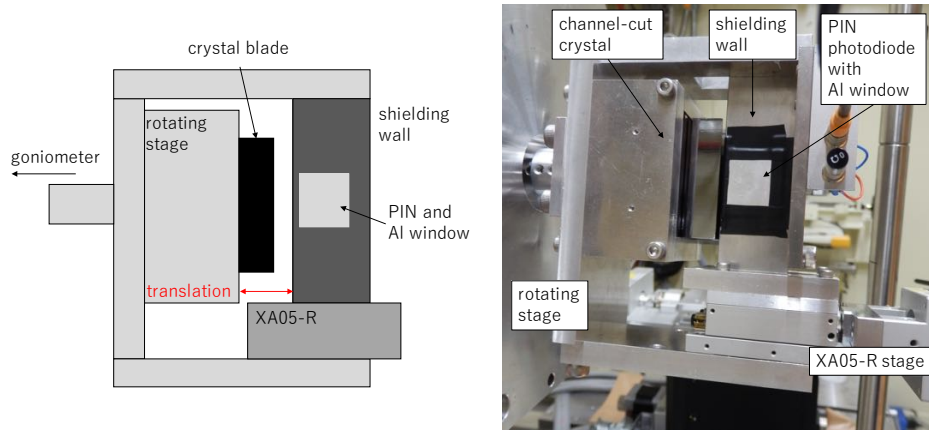 crystal blade
rotating
stage
shielding
wall
goniometer
PIN and
Al window
translation
XA05-R
channel-cut
crystal
shielding
wall
PIN
photodiode
with
Al window
rotating
stage
XA05-R stage